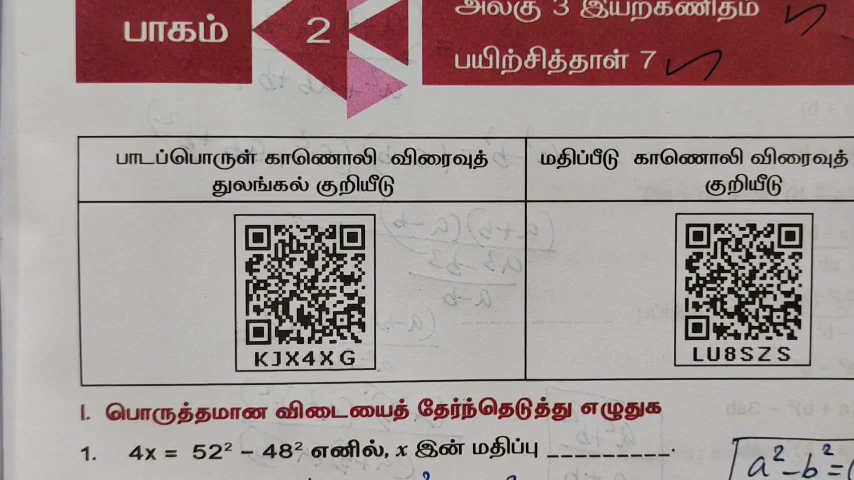 பாகம் 2
அலகு 3 இயற்கணிதம்
பயிற்சித்தாள் 7
பாடப்பொருள் காணொலி விரைவுத்
துலங்கல் குறியீடு
மதிப்பீடு காணொலி விரைவுத்
குறியீடு
KJX4XG
LU8SZS
I. பொருத்தமான விடையைத் தேர்ந்தெடுத்து எழுதுக
1. 4x = 52² – 48² எனில், x இன் மதிப்பு _________.
a²-b²=(